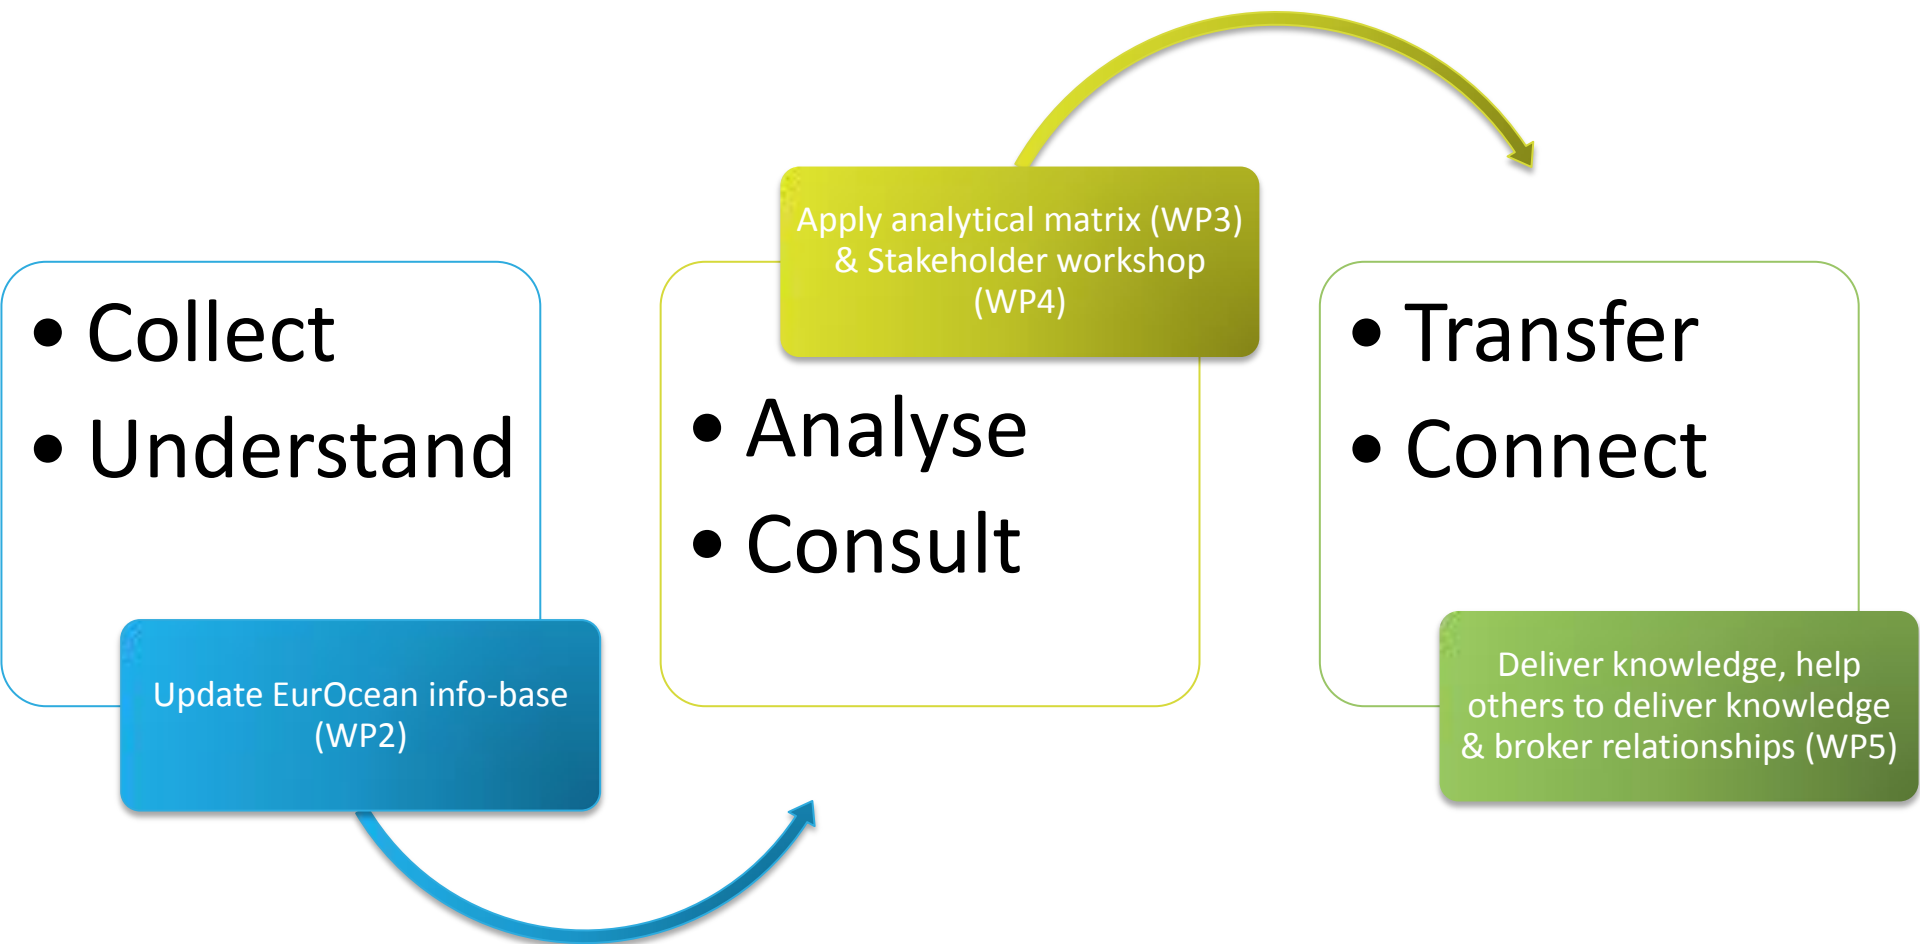 • Collect
• Understand
Update EurOcean info-base
(WP2)
Apply analytical matrix (WP3)
& Stakeholder workshop
(WP4)
• Analyse
• Consult
• Transfer
• Connect
Deliver knowledge, help
others to deliver knowledge
& broker relationships (WP5)